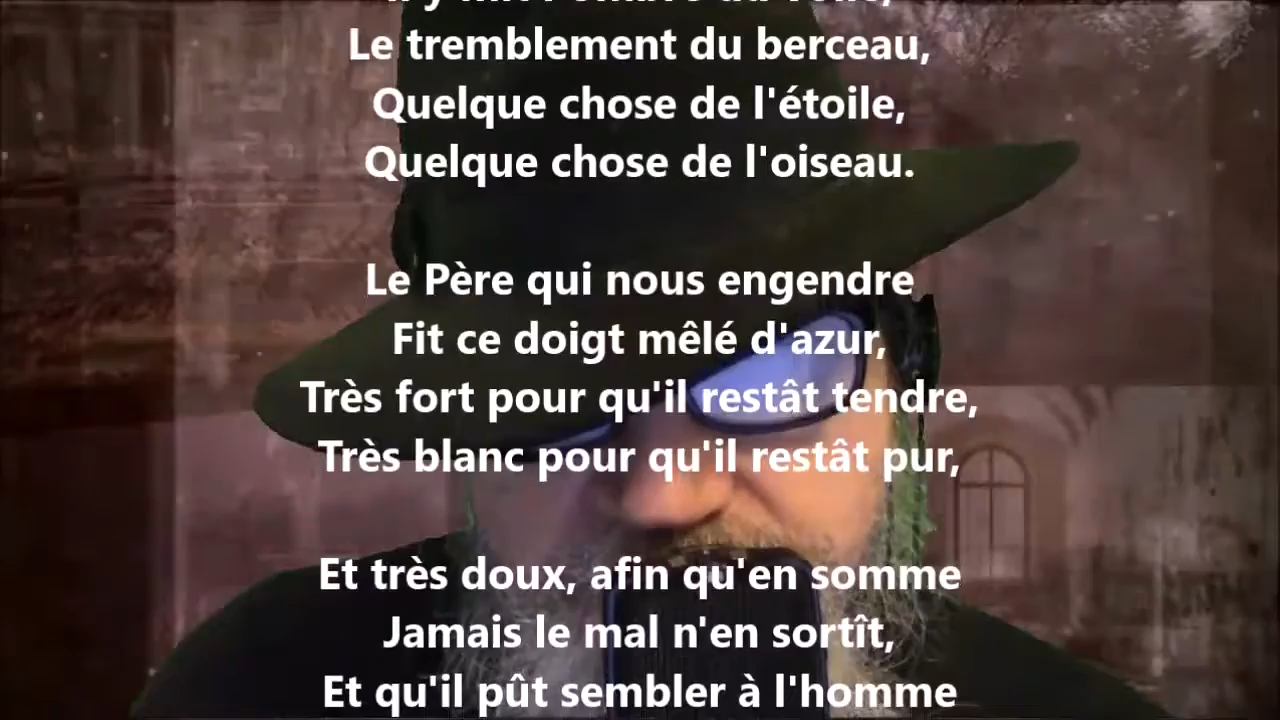 Le tremblement du berceau,
Quelque chose de l'étoile,
Quelque chose de l'oiseau.
Le Père qui nous engendre
Fit ce doigt mêlé d'azur,
Très fort pour qu'il restât tendre,
Très blanc pour qu'il restât pur,
Et très doux, afin qu'en somme
Jamais le mal n'en sortît,
Et qu'il pût sembler à l'homme